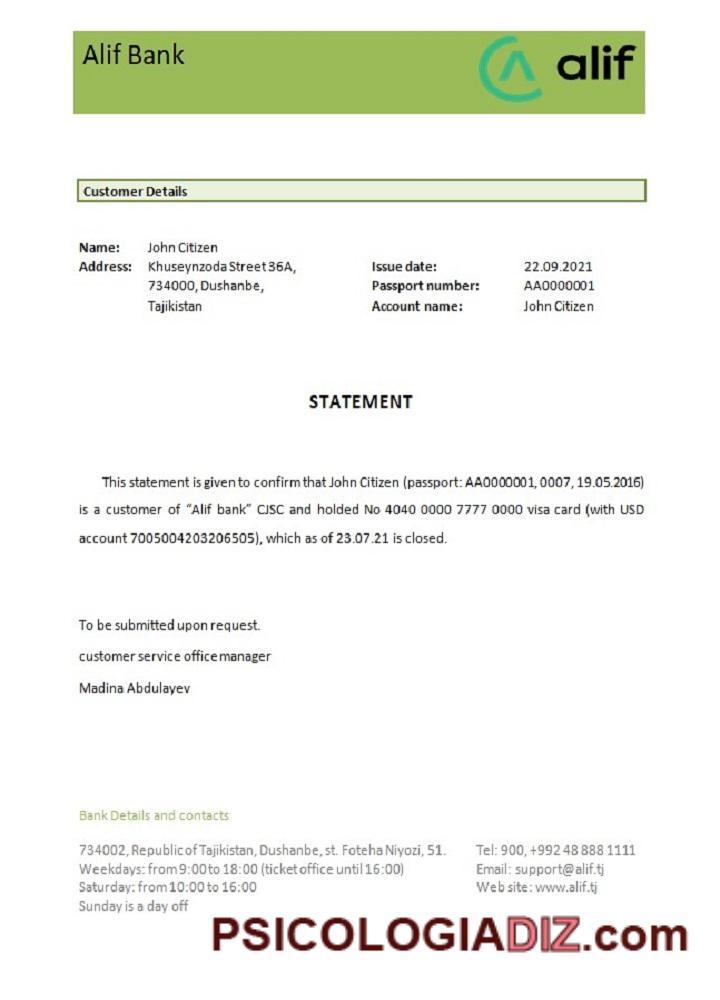 Alif Bank
alif
Customer Details
Name: John Citizen
Address: Khuseynzoda Street 36A, Issue date: 22.09.2021
734000, Dushanbe, Passport number: AA0000001
Tajikistan Account name: John Citizen
STATEMENT
This statement is given to confirm that John Citizen (passport: AA0000001, 0007, 19.05.2016)
is a customer of “Alif bank” CJSC and holded No 4040 0000 7777 0000 visa card (with USD
account 7005004203206505), which as of 23.07.21 is closed.
To be submitted upon request.
customer service office manager
Madina Abdulayev
Bank Details and contacts
734002, Republic of Tajikistan, Dushanbe, st. Foteha Niyozi, 51. Tel: 900, +992 48 888 1111
Weekdays: from 9:00 to 18:00 (ticket office until 16:00) Email: support@alif.tj
Saturday: from 10:00 to 16:00 Web site: www.alif.tj
Sunday is a day off
PSICOLOGIADIZ.com